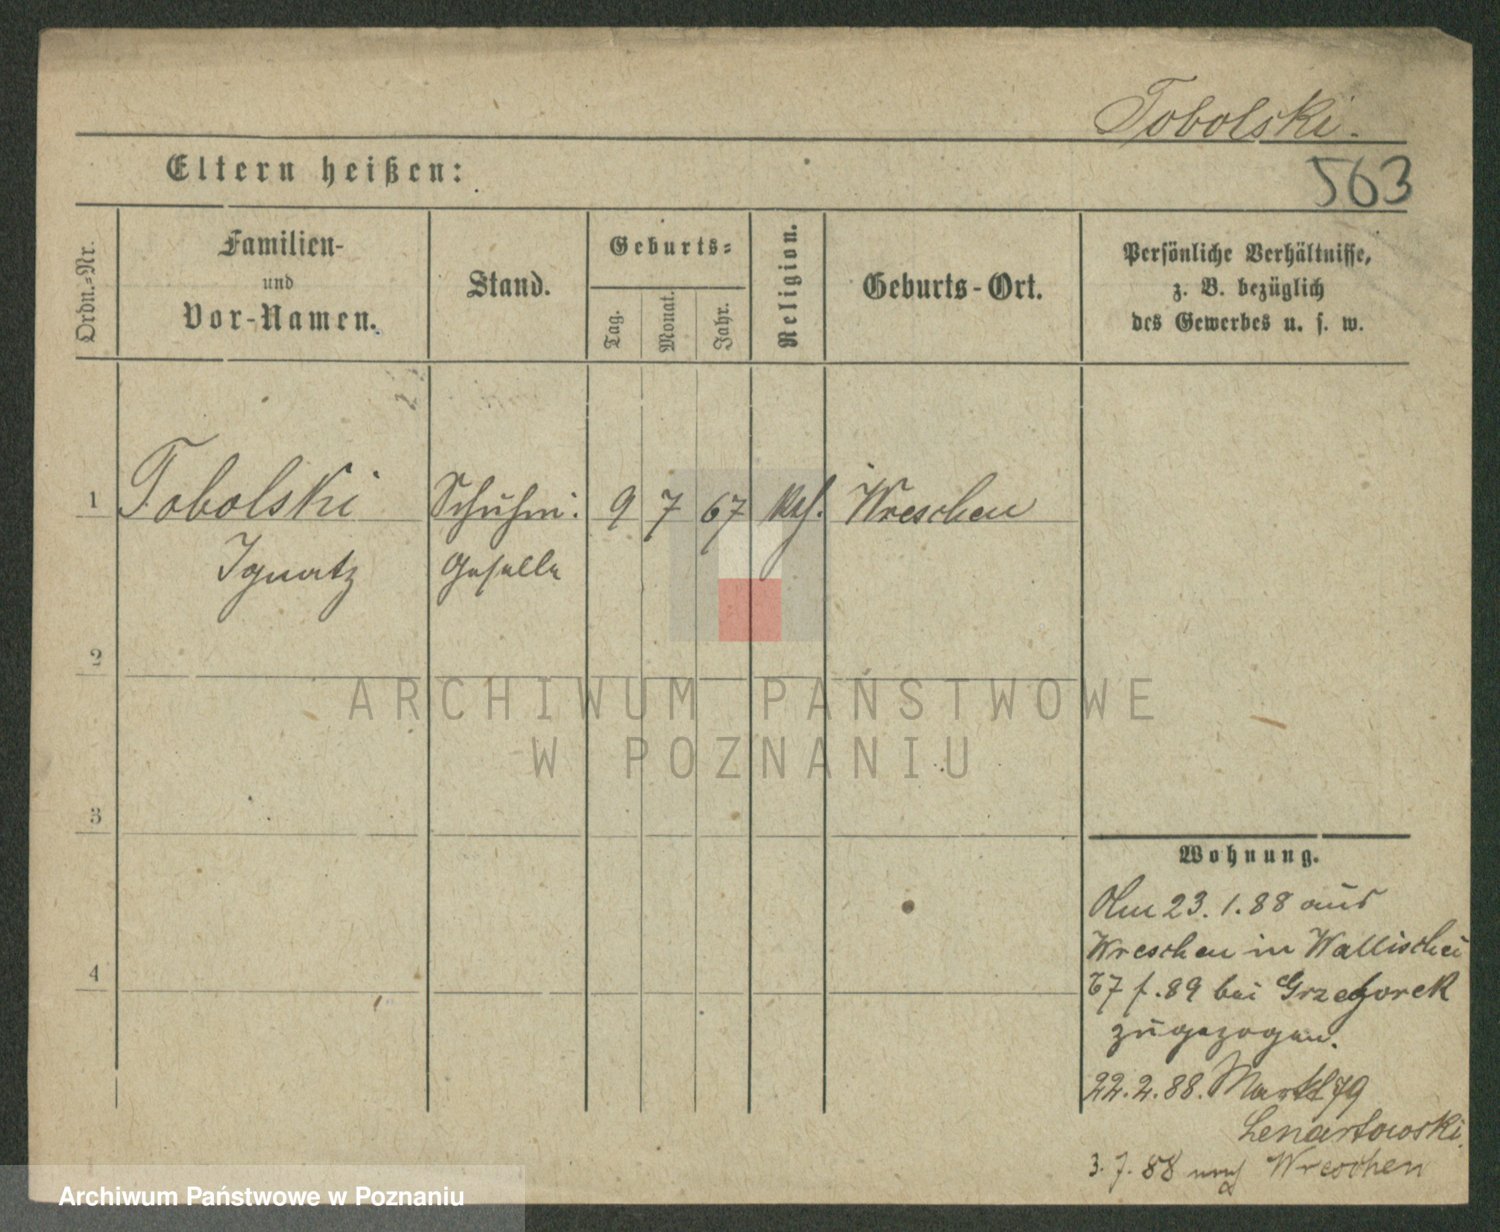 Tobolski.
Eltern heißen:
563
Ordn.-Nr.
Familien-
und
Vor-Namen.
Stand.
Geburts-
Tag.
Monat.
Jahr.
Religion.
Geburts-Ort.
Persönliche Verhältnisse,
z. B. bezüglich
des Gewerbes u. s. w.
1 Tobolski Schuhm: 9 7 67 Kath. Wreschen
Ignatz Geselle
2
3
4
Wohnung.
Am 23.1.88 aus
Wreschen in Wallischei
89 bei Grzegorek
zugezogen.
22.2.88. Markt 79
Lenartowski.
3.7.88 nach Wreschen
ARCHIWUM PAŃSTWOWE
W POZNANIU
Archiwum Państwowe w Poznaniu